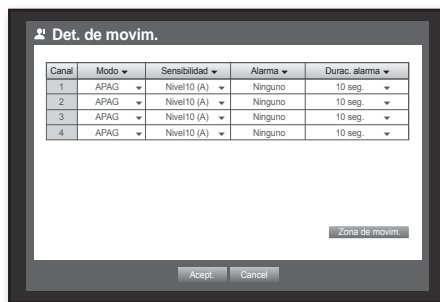 Det. de movim.
Canal Modo Sensibilidad Alarma Durac. alarma
1 APAG Nivel10 (A) Ninguno 10 seg.
2 APAG Nivel10 (A) Ninguno 10 seg.
3 APAG Nivel10 (A) Ninguno 10 seg.
4 APAG Nivel10 (A) Ninguno 10 seg.
Zona de movim.
Acept. Cancel